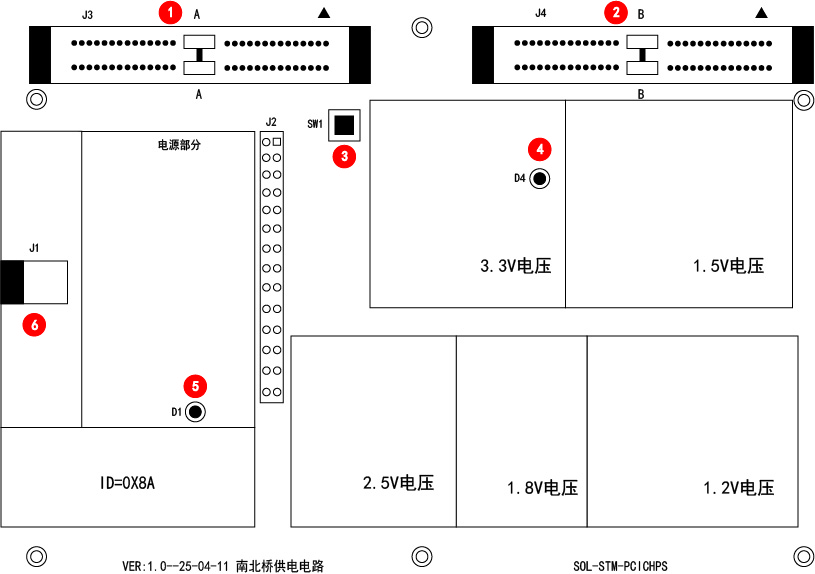 J3
1
A
J4
2
B
A
B
J2
SW1
3
电源部分
4
D4
J1
3.3V电压
1.5V电压
6
5
D1
ID=0X8A
2.5V电压
1.8V电压
1.2V电压
VER:1.0--25-04-11 南北桥供电电路
SOL-STM-PCICHPS